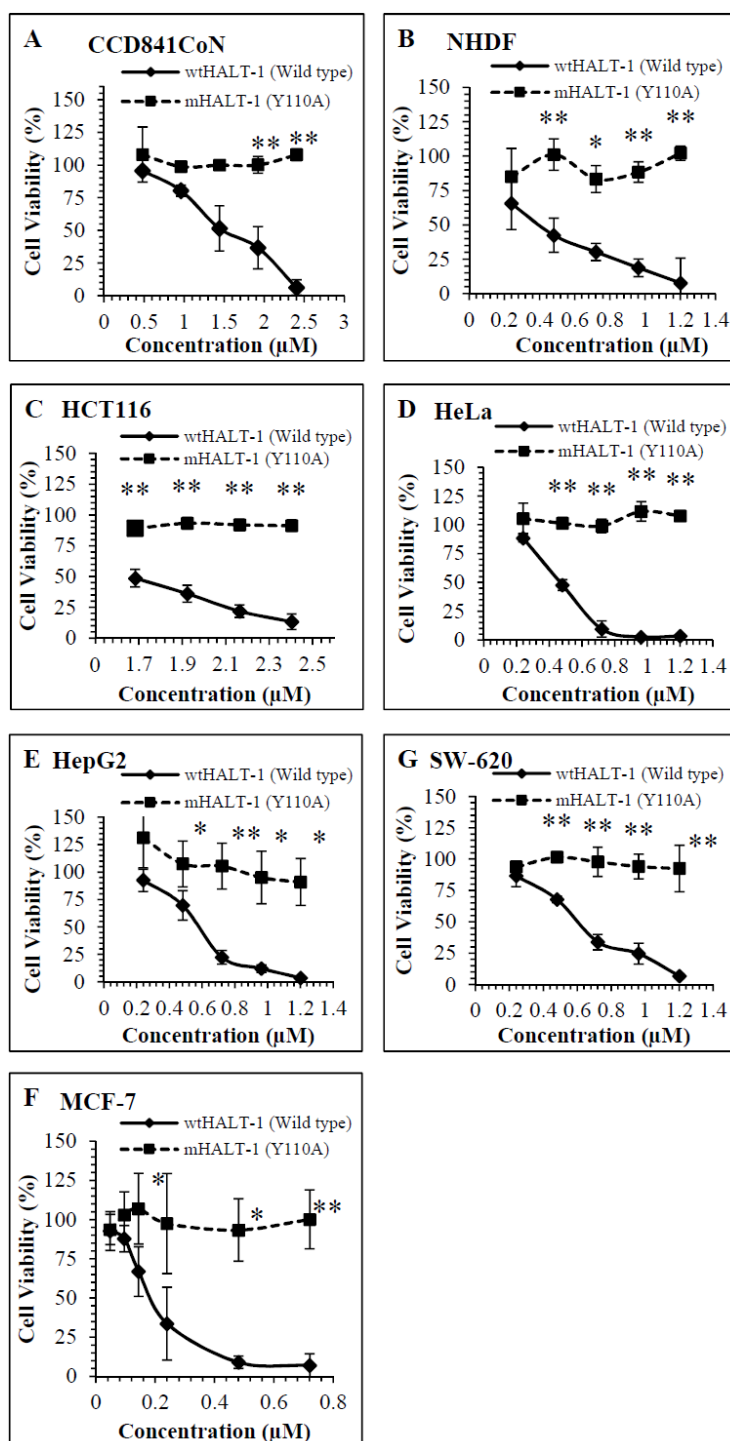 A CCD841CoN
wtHALT-1 (Wild type)
mHALT-1 (Y110A)
Cell Viability (%)
150
125
100
75
50
25
0
** **
0 0.5 1 1.5 2 2.5 3
Concentration (µM)
B NHDF
wtHALT-1 (Wild type)
mHALT-1 (Y110A)
Cell Viability (%)
150
125
100
75
50
25
0
** * ** **
0 0.2 0.4 0.6 0.8 1 1.2 1.4
Concentration (µM)
C HCT116
wtHALT-1 (Wild type)
mHALT-1 (Y110A)
Cell Viability (%)
150
125
100
75
50
25
0
** ** ** **
0 1.7 1.9 2.1 2.3 2.5
Concentration (µM)
D HeLa
wtHALT-1 (Wild type)
mHALT-1 (Y110A)
Cell Viability (%)
150
125
100
75
50
25
0
** ** ** **
0 0.2 0.4 0.6 0.8 1 1.2 1.4
Concentration (µM)
E HepG2
wtHALT-1 (Wild type)
mHALT-1 (Y110A)
Cell Viability (%)
150
125
100
75
50
25
0
* ** * *
0 0.2 0.4 0.6 0.8 1 1.2 1.4
Concentration (µM)
G SW-620
wtHALT-1 (Wild type)
mHALT-1 (Y110A)
Cell Viability (%)
150
125
100
75
50
25
0
** ** ** **
0 0.2 0.4 0.6 0.8 1 1.2 1.4
Concentration (µM)
F MCF-7
wtHALT-1 (Wild type)
mHALT-1 (Y110A)
Cell Viability (%)
150
125
100
75
50
25
0
* * **
0 0.2 0.4 0.6 0.8
Concentration (µM)